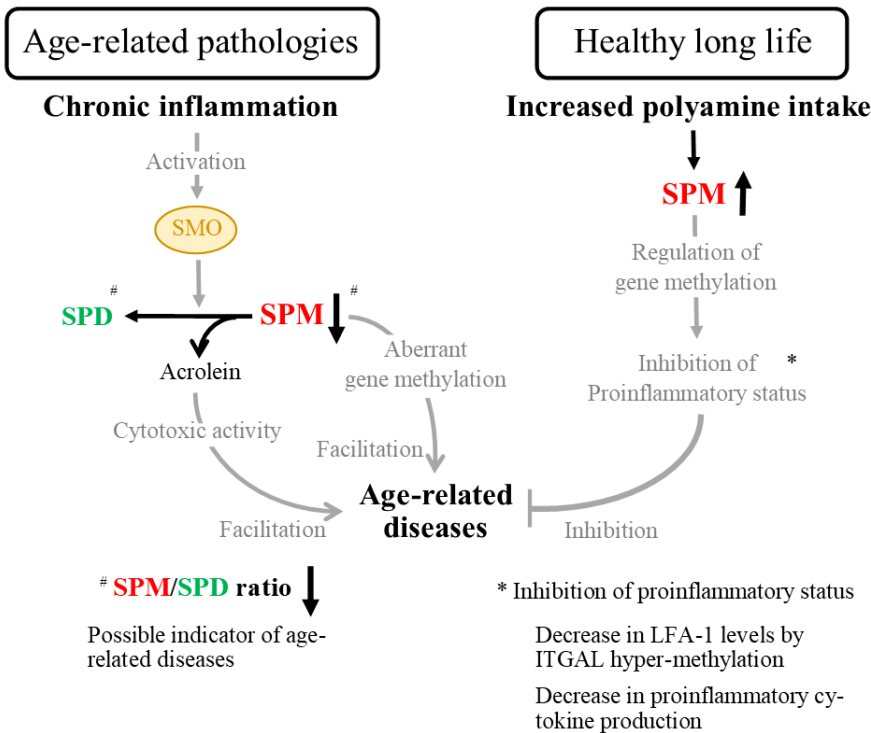 Age-related pathologies
Chronic inflammation
Activation
SMO
SPD #
SPM #
Acrolein
Aberrant
gene methylation
Cytotoxic activity
Facilitation
Facilitation
Age-related
diseases
# SPM/SPD ratio
Possible indicator of age-
related diseases
Healthy long life
Increased polyamine intake
SPM
Regulation of
gene methylation
Inhibition of *
Proinflammatory status
Inhibition
* Inhibition of proinflammatory status
Decrease in LFA-1 levels by
ITGAL hyper-methylation
Decrease in proinflammatory cy-
tokine production